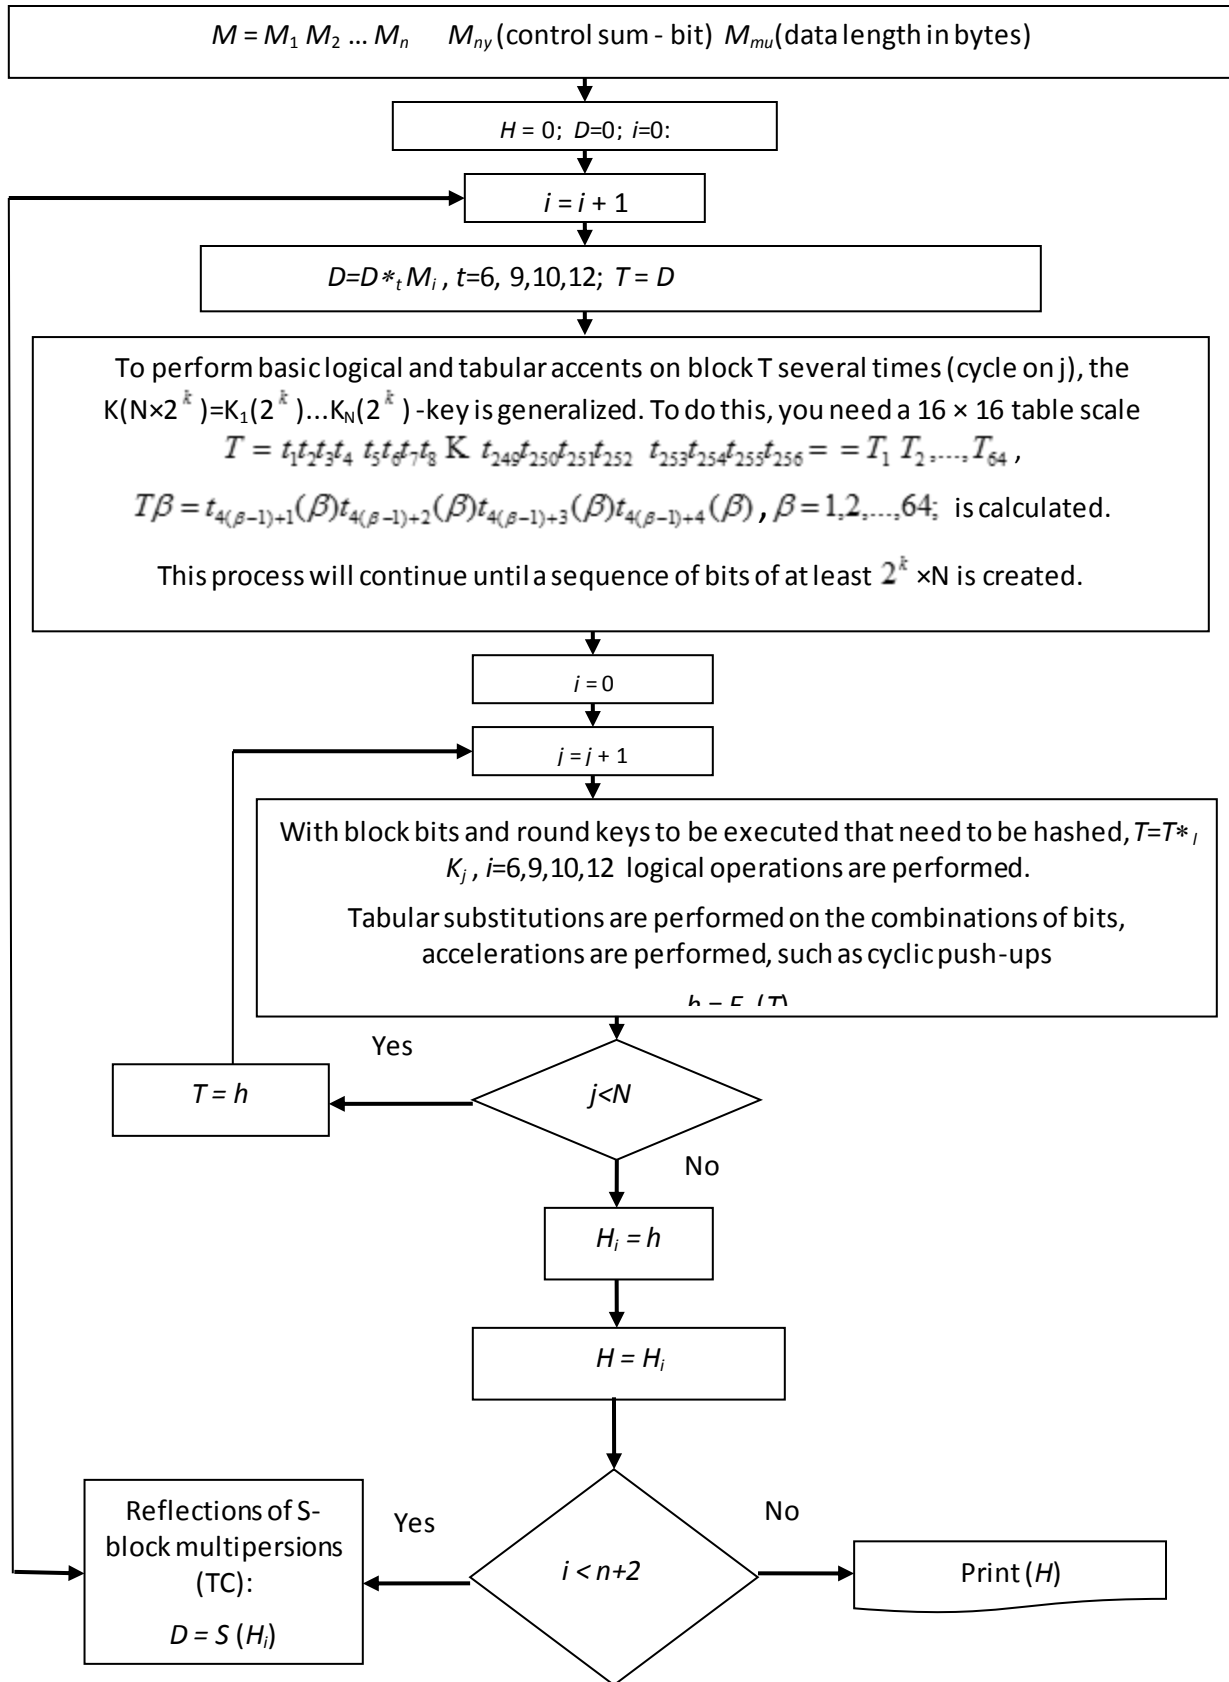 M = M₁ M₂ ... Mₙ M_ny (control sum - bit) M_mu (data length in bytes)
H = 0; D=0; i=0:
i = i + 1
D=D*ₜ Mᵢ , t=6, 9,10,12; T = D
To perform basic logical and tabular accents on block T several times (cycle on j), the
K(N×2ᵏ)=K₁(2ᵏ)...K_N(2ᵏ) -key is generalized. To do this, you need a 16 × 16 table scale
T = t₁t₂t₃t₄ t₅t₆t₇t₈ K t₂₄₉t₂₅₀t₂₅₁t₂₅₂ t₂₅₃t₂₅₄t₂₅₅t₂₅₆ = = T₁ T₂,...,T₆₄ ,
Tβ = t₄₍β₋₁₎₊₁(β)t₄₍β₋₁₎₊₂(β)t₄₍β₋₁₎₊₃(β)t₄₍β₋₁₎₊₄(β) , β = 1,2,...,64; is calculated.
This process will continue until a sequence of bits of at least 2ᵏ ×N is created.
i = 0
j = j + 1
With block bits and round keys to be executed that need to be hashed, T=T* l
Kⱼ , i=6,9,10,12 logical operations are performed.
Tabular substitutions are performed on the combinations of bits,
accelerations are performed, such as cyclic push-ups
Yes
T = h
j<N
No
Hᵢ = h
H = Hᵢ
Reflections of S-
block multipersions
(TC):
D = S (Hᵢ)
Yes
i < n+2
No
Print (H)